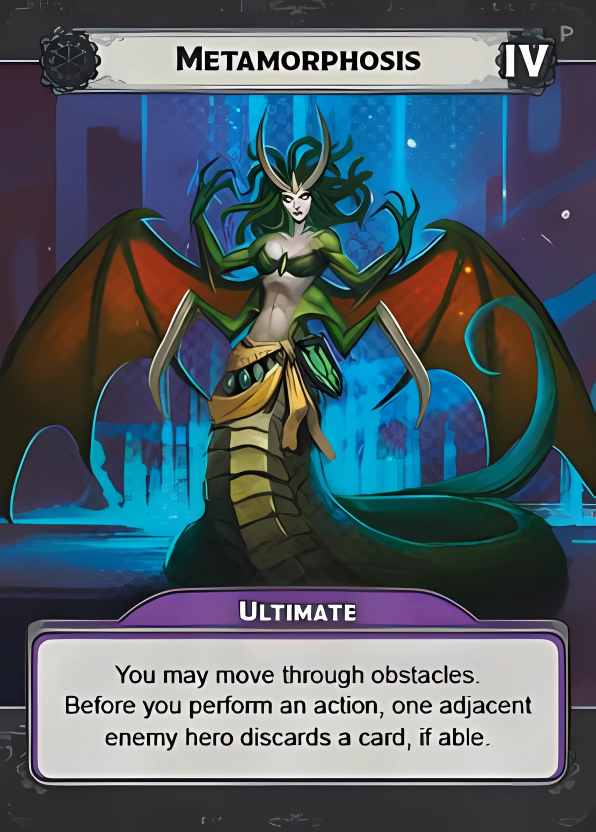 METAMORPHOSIS
IV
P
ULTIMATE
You may move through obstacles.
Before you perform an action, one adjacent
enemy hero discards a card, if able.